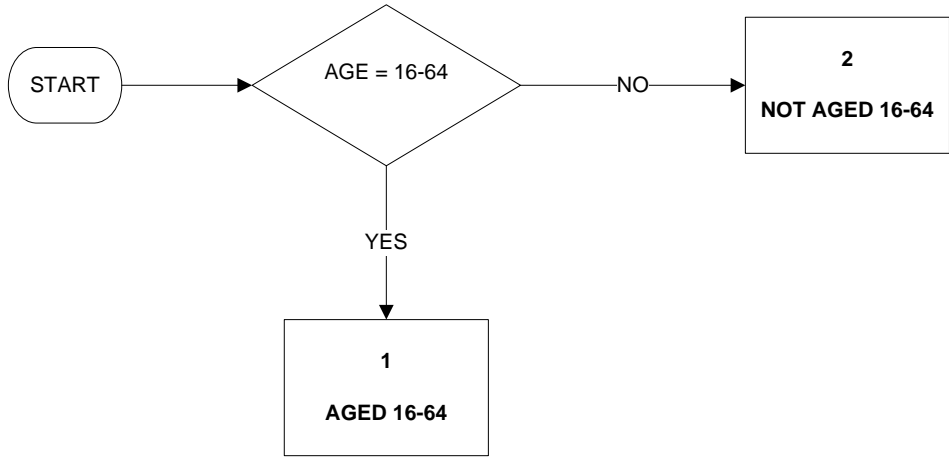 START
AGE = 16-64
NO
2
NOT AGED 16-64
YES
1
AGED 16-64